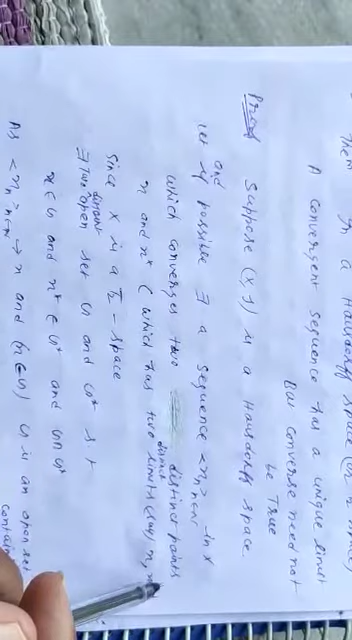 In a Hausdorff space (or T2 space)
A convergent sequence has a unique limit
But converse need not
be true
Proof Suppose (X, J) is a Hausdorff space
and
let if possible ∃ a sequence <xn> n∈N in X
which converges two distinct points
x and x* (which has two distinct limits (say) x,
Since X is a T2-space
∃ two disjoint open set G and G* s.t
x ∈ G and x* ∈ G* and G∩G*
As <xn> n∈N → x and (x∈G) G is an open set
contain